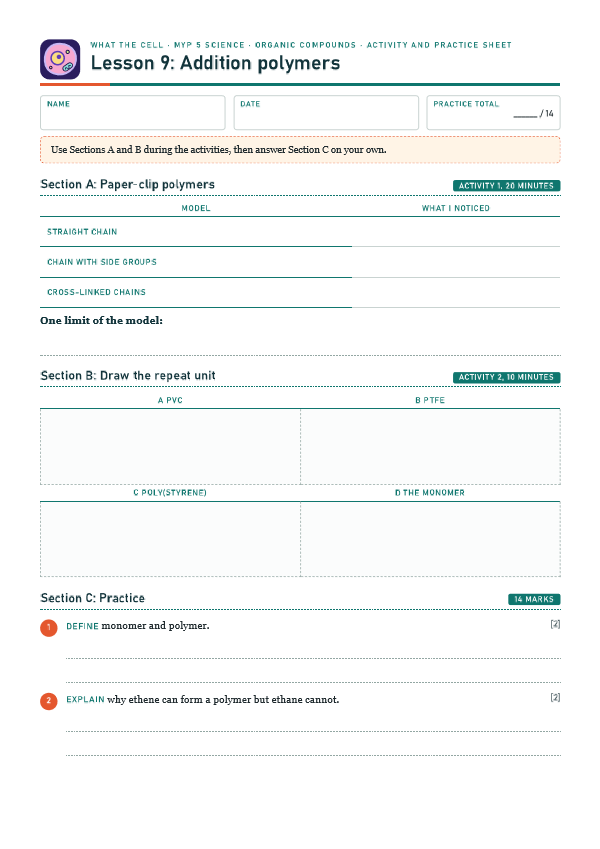 WHAT THE CELL · MYP 5 SCIENCE · ORGANIC COMPOUNDS · ACTIVITY AND PRACTICE SHEET
Lesson 9: Addition polymers
NAME
DATE
PRACTICE TOTAL
_____ / 14
Use Sections A and B during the activities, then answer Section C on your own.
Section A: Paper-clip polymers
ACTIVITY 1, 20 MINUTES
MODEL
WHAT I NOTICED
STRAIGHT CHAIN
CHAIN WITH SIDE GROUPS
CROSS-LINKED CHAINS
One limit of the model:
Section B: Draw the repeat unit
ACTIVITY 2, 10 MINUTES
A PVC
B PTFE
C POLY(STYRENE)
D THE MONOMER
Section C: Practice
14 MARKS
1 DEFINE monomer and polymer. [2]
2 EXPLAIN why ethene can form a polymer but ethane cannot. [2]